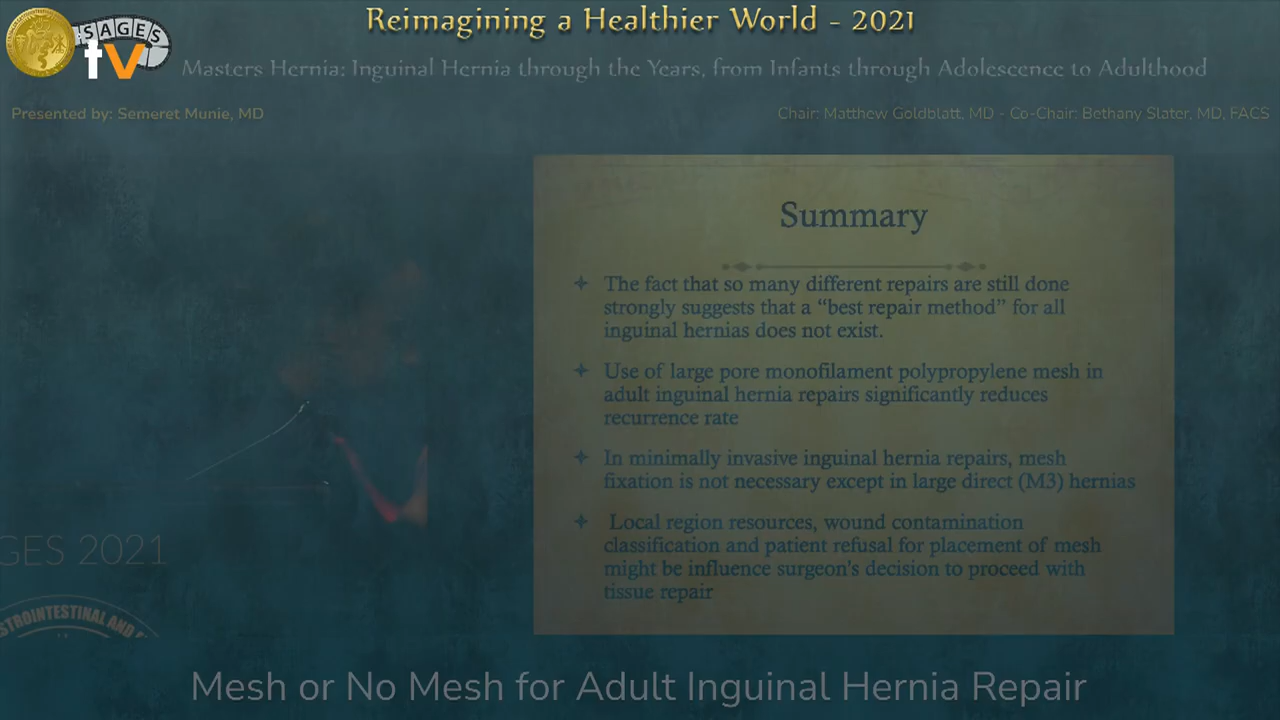 Reimagining a Healthier World - 2021
SAGES
tv
Masters Hernia: Inguinal Hernia through the Years, from Infants through Adolescence to Adulthood
Presented by: Semeret Munie, MD
Chair: Matthew Goldblatt, MD - Co-Chair: Bethany Slater, MD, FACS
Summary
The fact that so many different repairs are still done
strongly suggests that a “best repair method” for all
inguinal hernias does not exist.
Use of large pore monofilament polypropylene mesh in
adult inguinal hernia repairs significantly reduces
recurrence rate
In minimally invasive inguinal hernia repairs, mesh
fixation is not necessary except in large direct (M3) hernias
Local region resources, wound contamination
classification and patient refusal for placement of mesh
might be influence surgeon's decision to proceed with
tissue repair
GES 2021
STROINTESTINAL AND
Mesh or No Mesh for Adult Inguinal Hernia Repair